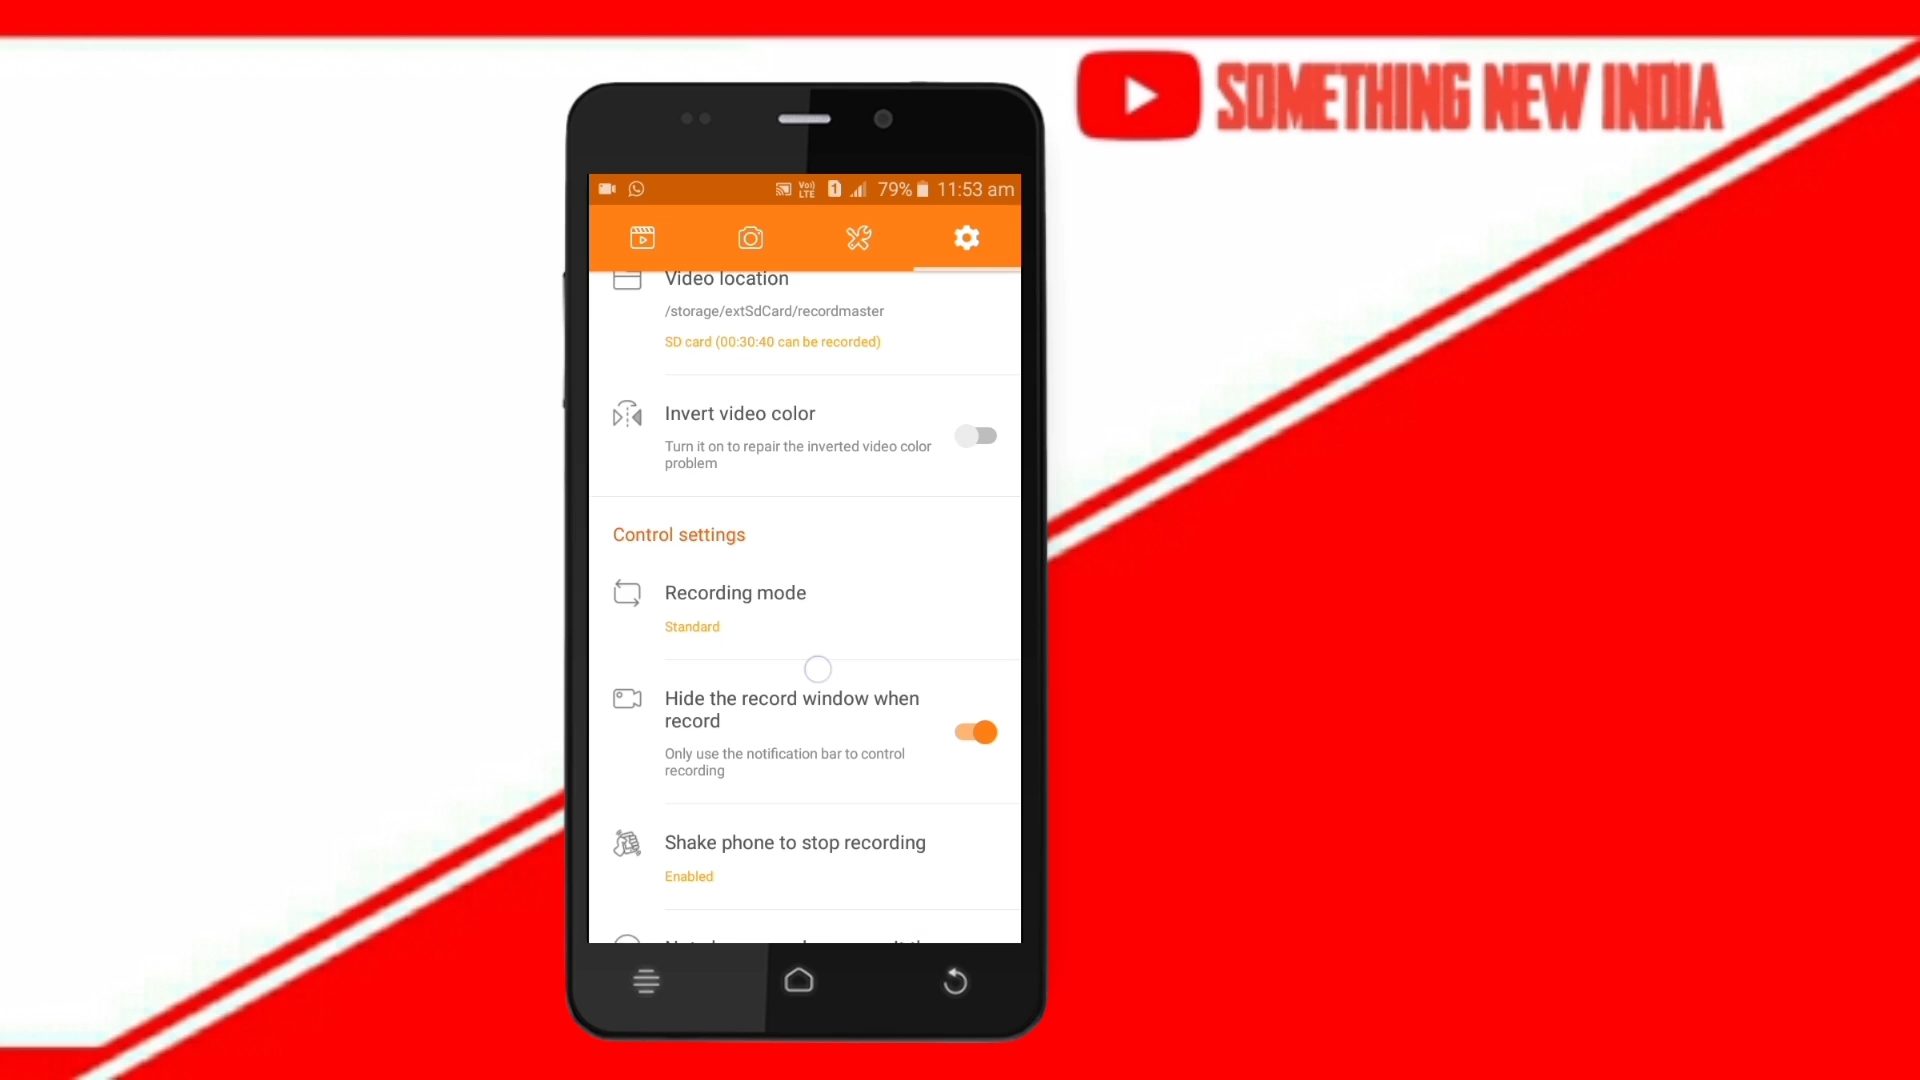 SOMETHING NEW INDIA
Vo) LTE 1 79% 11:53 am
Video location
/storage/extSdCard/recordmaster
SD card (00:30:40 can be recorded)
Invert video color
Turn it on to repair the inverted video color
problem
Control settings
Recording mode
Standard
Hide the record window when
record
Only use the notification bar to control
recording
Shake phone to stop recording
Enabled